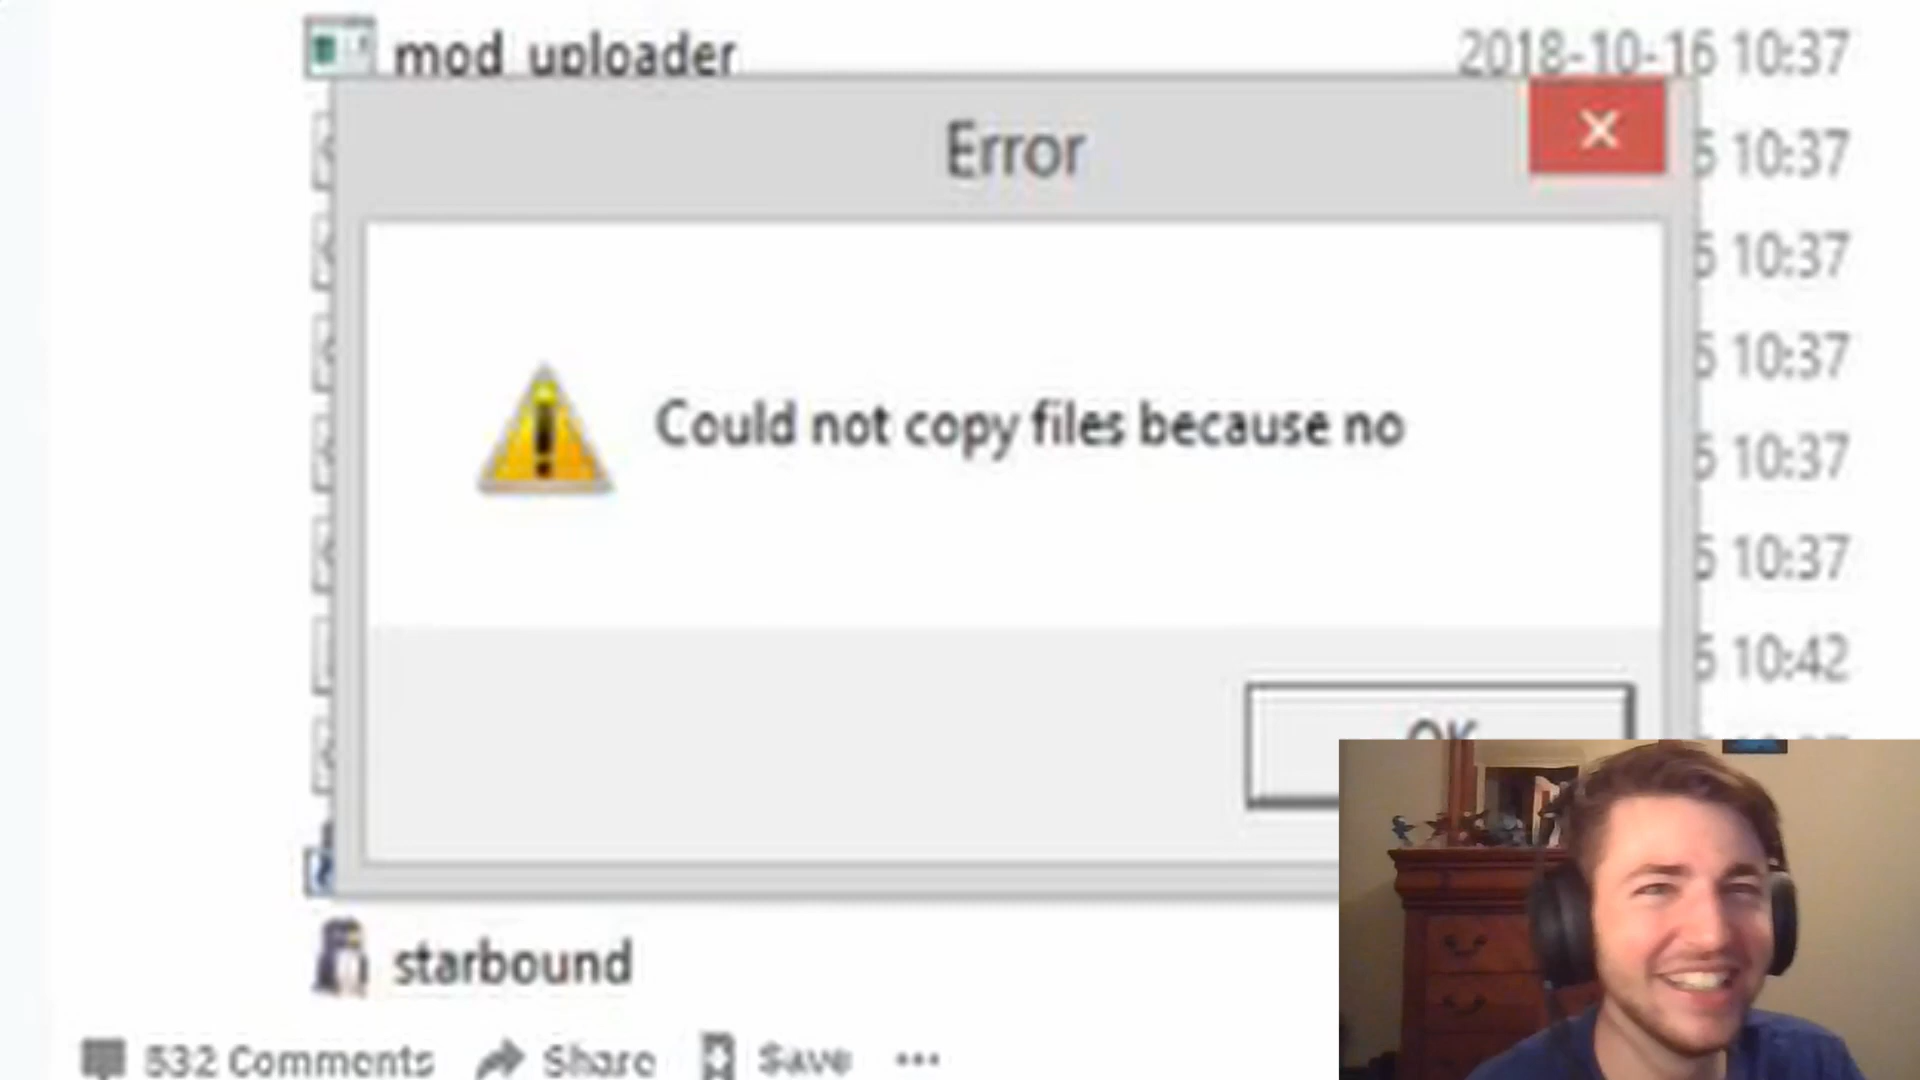 mod_uploader 2018-10-16 10:37
Error
5 10:37
5 10:37
5 10:37
Could not copy files because no
5 10:37
5 10:37
5 10:42
OK
starbound
532 Comments Share Save